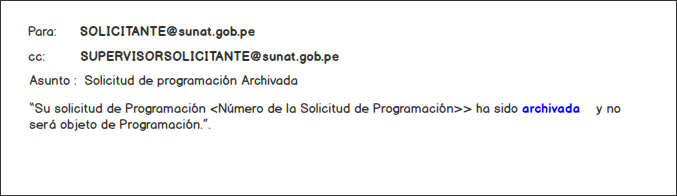 Para: SOLICITANTE@sunat.gob.pe
cc: SUPERVISORSOLICITANTE@sunat.gob.pe
Asunto : Solicitud de programación Archivada
"Su solicitud de Programación <Número de la Solicitud de Programación>> ha sido archivada y no
será objeto de Programación.".